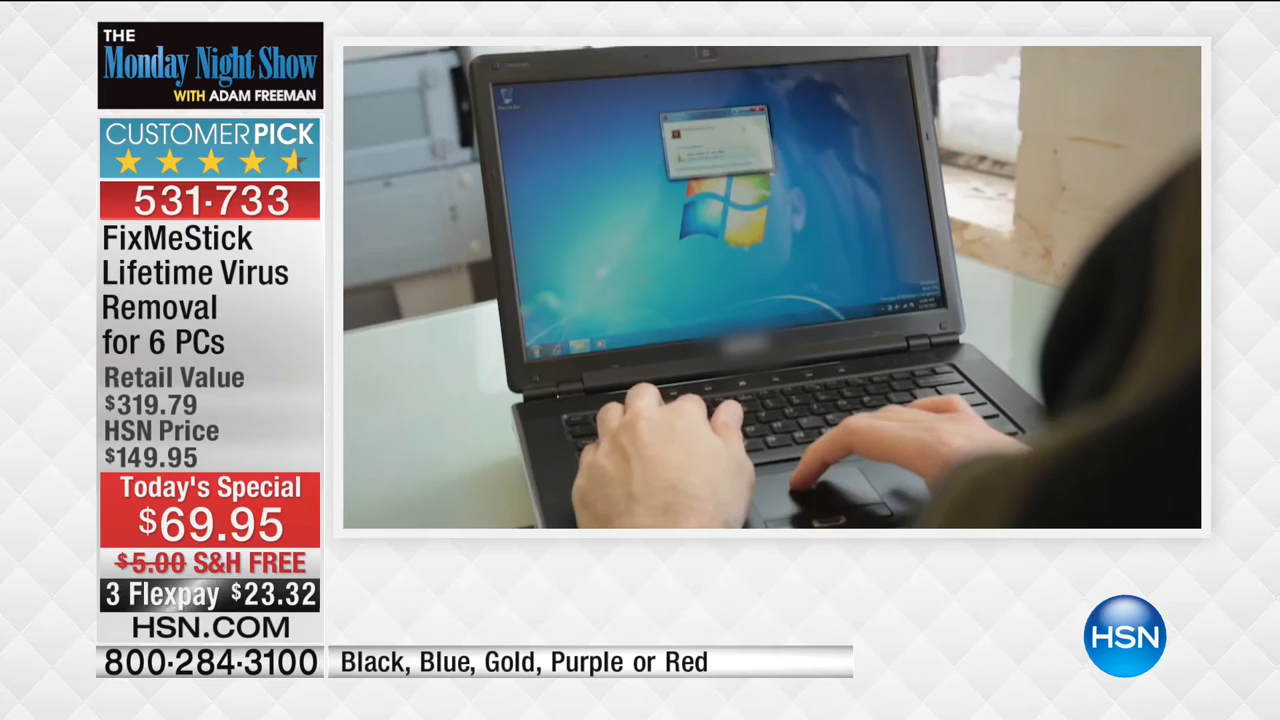 THE
Monday Night Show
WITH ADAM FREEMAN
CUSTOMER PICK
531·733
FixMeStick
Lifetime Virus
Removal
for 6 PCs
Retail Value
$319.79
HSN Price
$149.95
Today's Special
$69.95
$5.00 S&H FREE
3 Flexpay $23.32
HSN.COM
800·284·3100
Black, Blue, Gold, Purple or Red
HSN